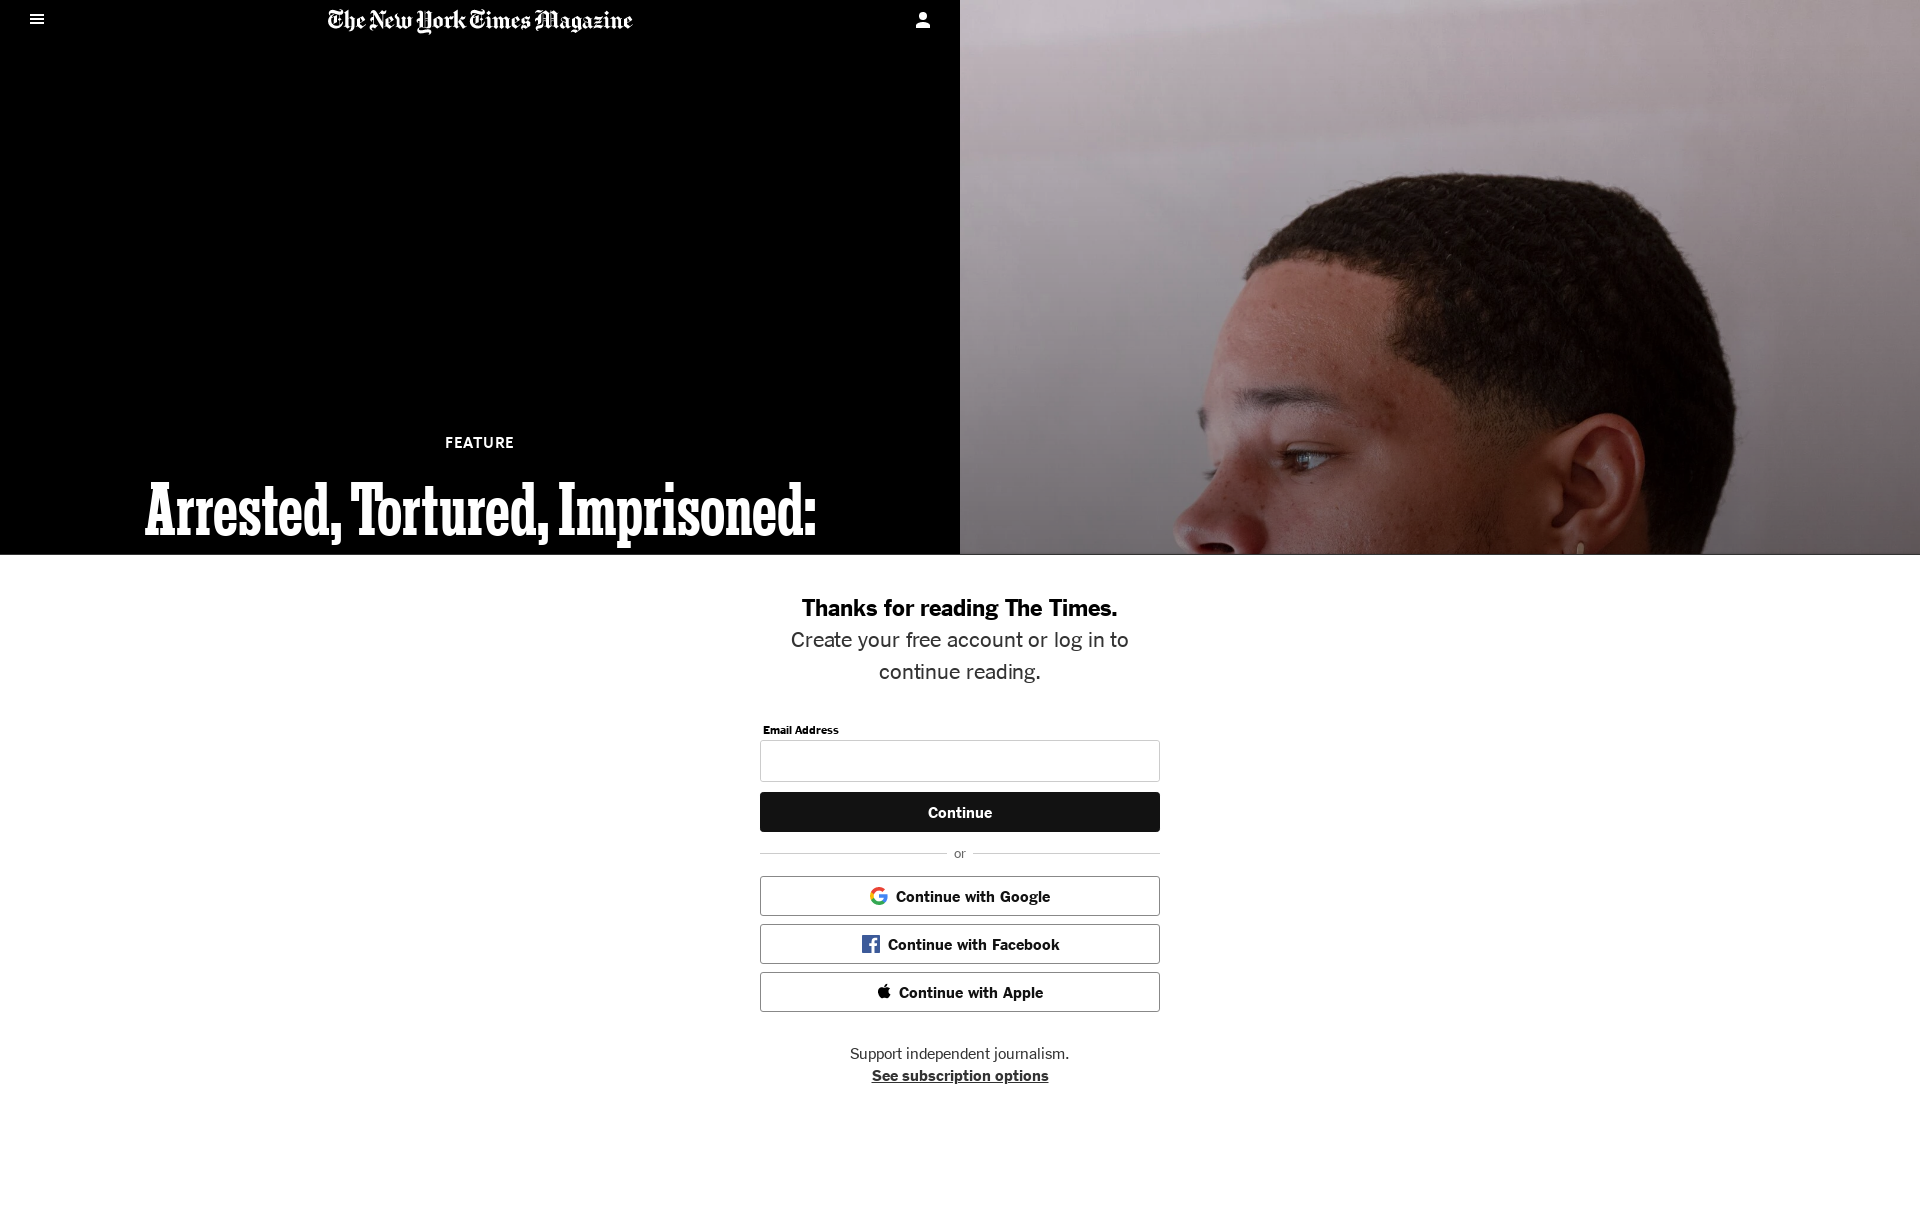 The New York Times Magazine
FEATURE
Arrested, Tortured, Imprisoned:
Thanks for reading The Times.
Create your free account or log in to
continue reading.
Email Address
Continue
or
Continue with Google
Continue with Facebook
Continue with Apple
Support independent journalism.
See subscription options